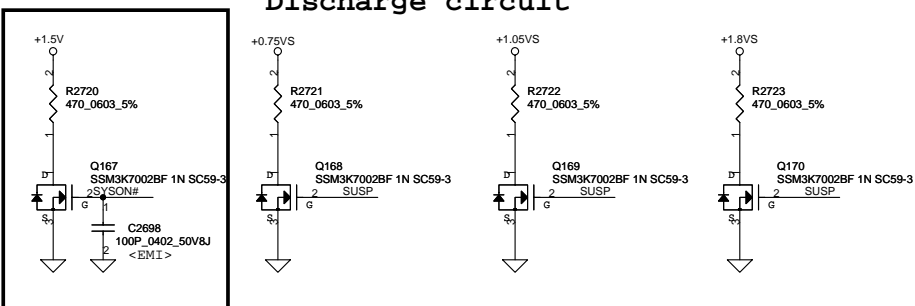 Discharge circuit
+1.5V
2
R2720
470_0603_5%
1
D
Q167
SSM3K7002BF 1N SC59-3
2
SYSON#
G
S
3
1
C2698
100P_0402_50V8J
2
<EMI>
+0.75VS
2
R2721
470_0603_5%
1
D
Q168
SSM3K7002BF 1N SC59-3
2
SUSP
G
S
3
+1.05VS
2
R2722
470_0603_5%
1
D
Q169
SSM3K7002BF 1N SC59-3
2
SUSP
G
S
3
+1.8VS
2
R2723
470_0603_5%
1
D
Q170
SSM3K7002BF 1N SC59-3
2
SUSP
G
S
3